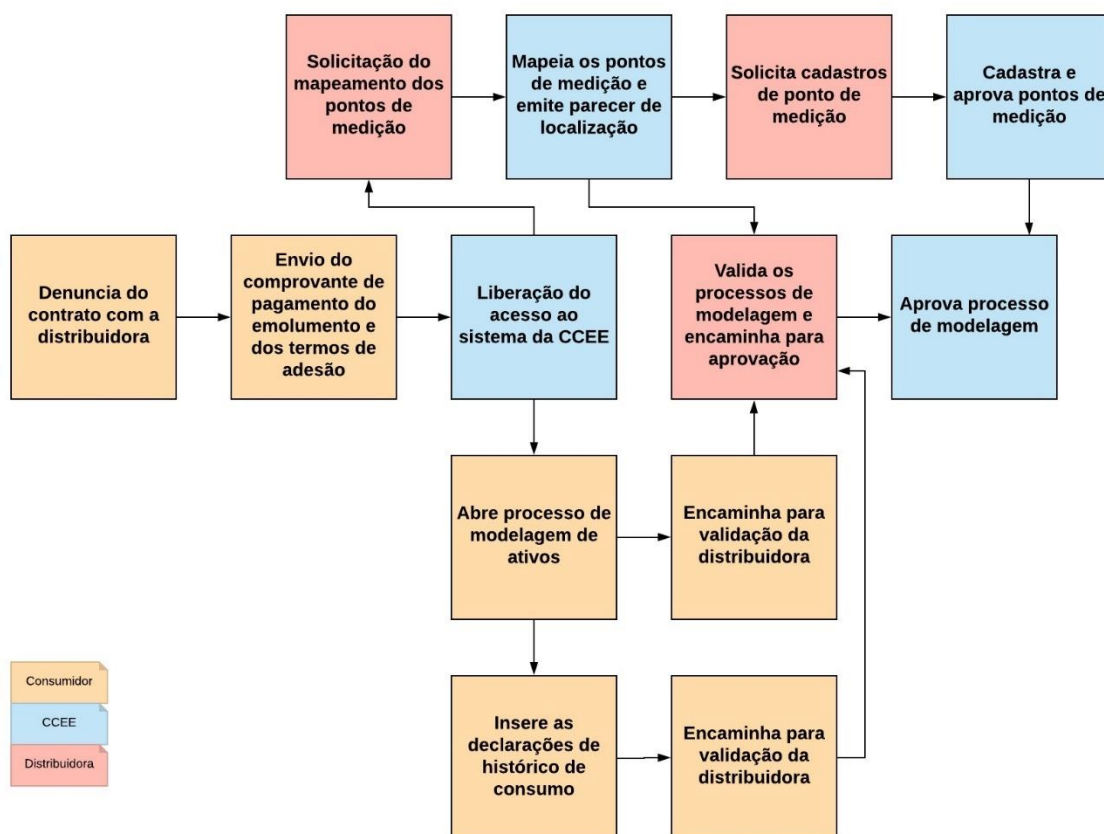 Solicitação do
mapeamento dos
pontos de
medição
Mapeia os pontos
de medição e
emite parecer de
localização
Solicita cadastros
de ponto de
medição
Cadastra e
aprova pontos de
medição
Denuncia do
contrato com a
distribuidora
Envio do
comprovante de
pagamento do
emolumento e
dos termos de
adesão
Liberação do
acesso ao
sistema da CCEE
Valida os
processos de
modelagem e
encaminha para
aprovação
Aprova processo
de modelagem
Abre processo de
modelagem de
ativos
Encaminha para
validação da
distribuidora
Insere as
declarações de
histórico de
consumo
Encaminha para
validação da
distribuidora
Consumidor
CCEE
Distribuidora